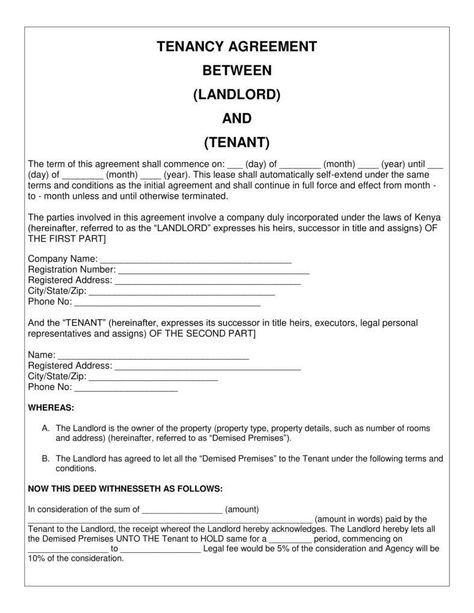 TENANCY AGREEMENT
BETWEEN
(LANDLORD)
AND
(TENANT)
The term of this agreement shall commence on: ___ (day) of ________ (month) ____ (year) until ___
(day) of ________ (month) ____ (year). This lease shall automatically self-extend under the same
terms and conditions as the initial agreement and shall continue in full force and effect from month -
to - month unless and until otherwise terminated.
The parties involved in this agreement involve a company duly incorporated under the laws of Kenya
(hereinafter, referred to as the “LANDLORD” expresses his heirs, successor in title and assigns) OF
THE FIRST PART]
Company Name: ______________________
Registration Number: ______________________________________
Registered Address: ___________________________
City/State/Zip: ___________________________________________
Phone No: _____________________________________
And the “TENANT” (hereinafter, expresses its successor in title heirs, executors, legal personal
representatives and assigns) OF THE SECOND PART]
Name: ______________________________________
Registered Address: ________________________________
City/State/Zip: __________________________
Phone No: ______________________
WHEREAS:
A. The Landlord is the owner of the property (property type, property details, such as number of rooms
and address) (hereinafter, referred to as “Demised Premises”).
B. The Landlord has agreed to let all the “Demised Premises” to the Tenant under the following terms and
conditions.
NOW THIS DEED WITNESSETH AS FOLLOWS:
In consideration of the sum of _________________ (amount)
____________________________________________________________ (amount in words) paid by the
Tenant to the Landlord, the receipt whereof the Landlord hereby acknowledges. The Landlord hereby lets all
the Demised Premises UNTO THE Tenant to HOLD same for a _________ period, commencing on
_________________ to _________________ Legal fee would be 5% of the consideration and Agency will be
10% of the consideration.